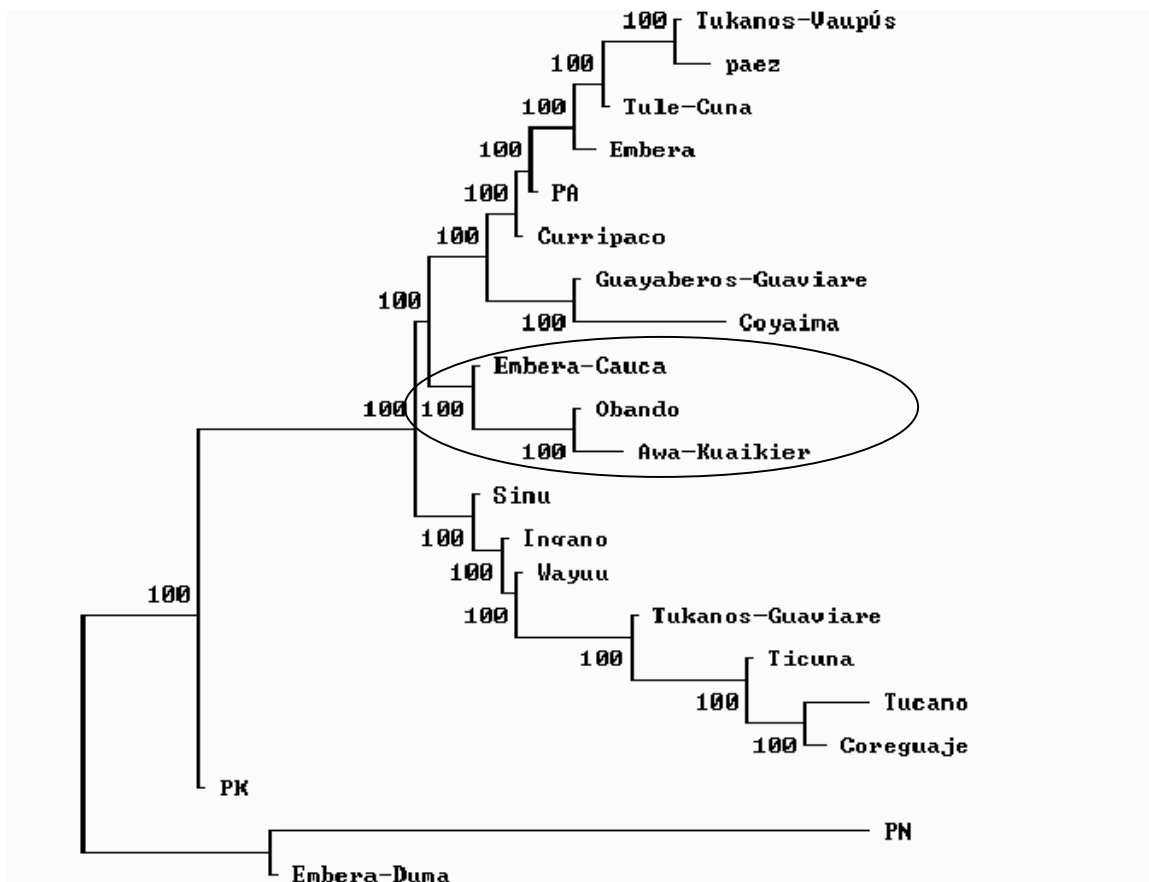 100 Tukanos-Vaupús
100 paez
100 Tule-Cuna
100 Embera
100 PA
100 Curripaco
100 Guayaberos-Guaviare
100 100 Coyaima
Embera-Cauca
100 100 Obando
100 Awa-Kuaikier
Sinu
100 Ingano
100 Wayuu
100
100 Tukanos-Guaviare
100 Ticuna
100 Tucano
100 Coreguaje
PK
PN
Embera-Duma